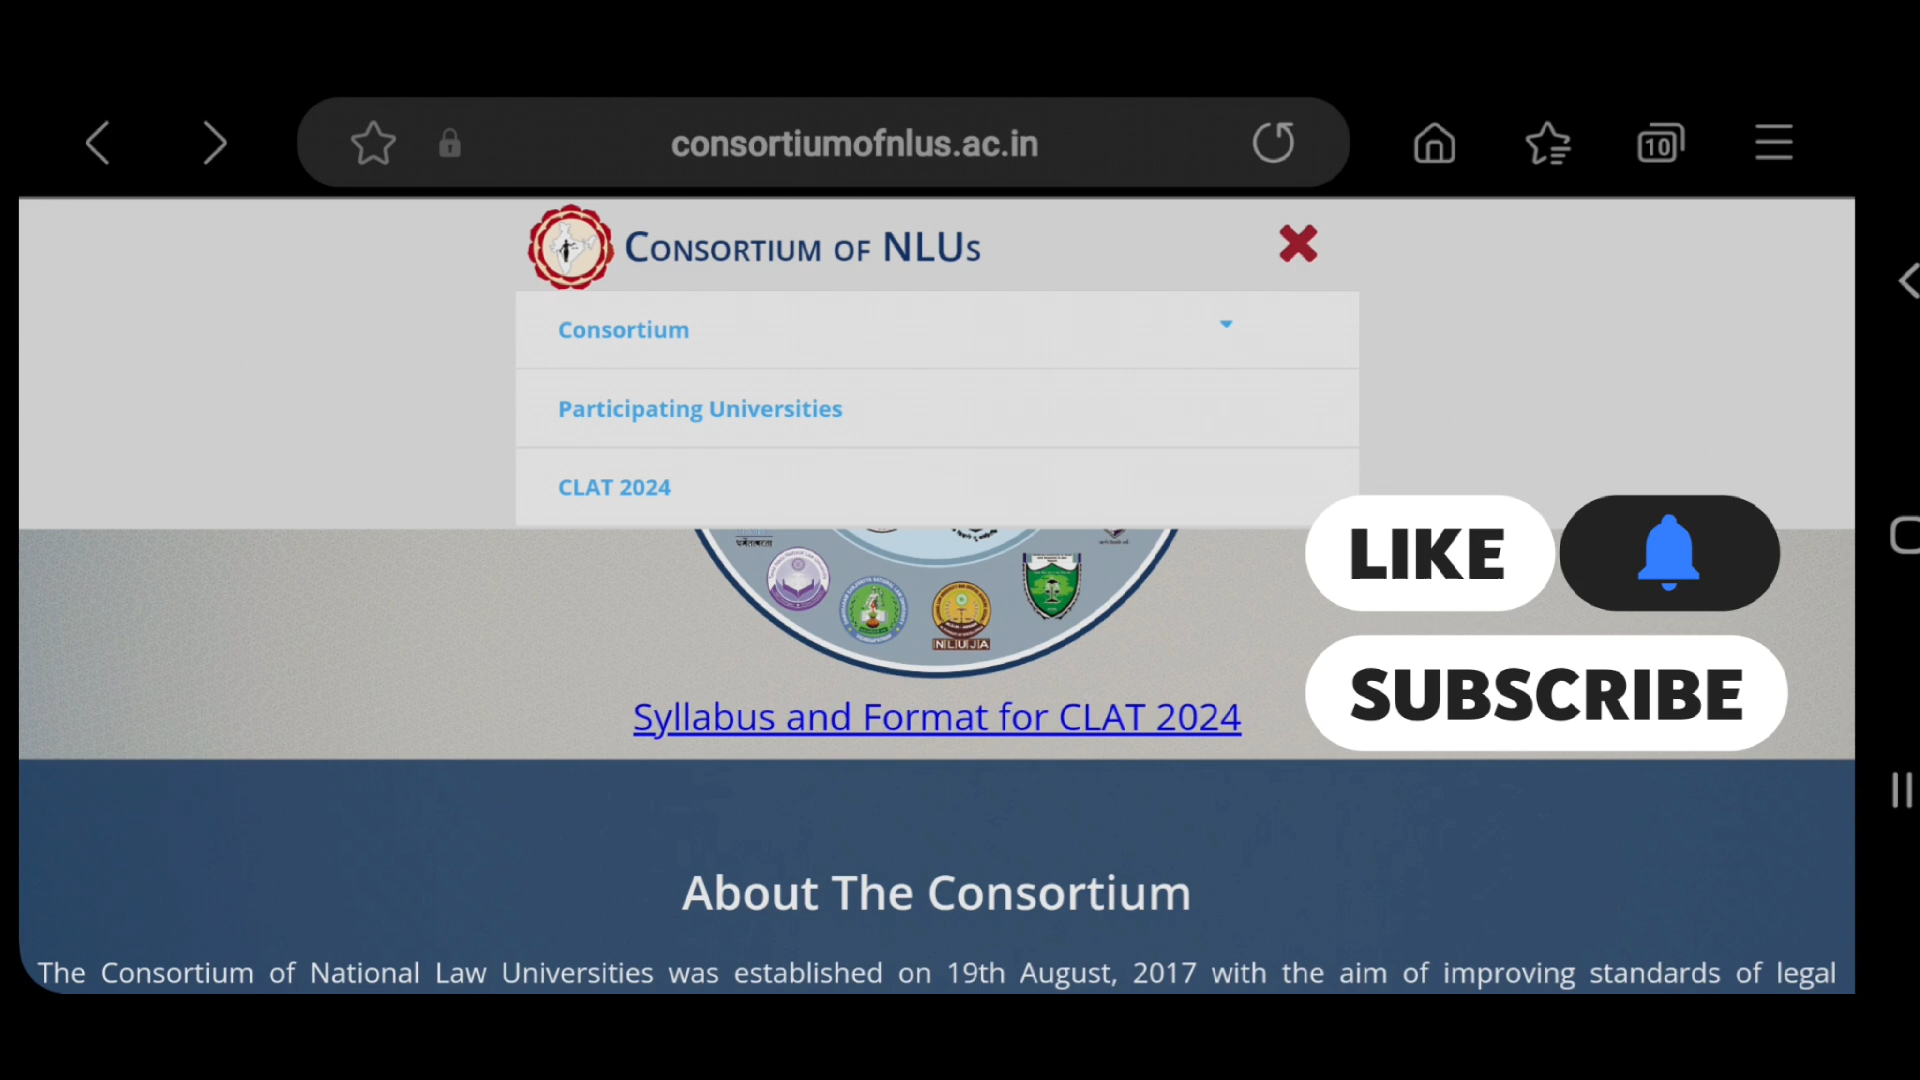 consortiumofnlus.ac.in
10
CONSORTIUM OF NLUS
Consortium
Participating Universities
CLAT 2024
LIKE
NLUJA
SUBSCRIBE
Syllabus and Format for CLAT 2024
About The Consortium
The Consortium of National Law Universities was established on 19th August, 2017 with the aim of improving standards of legal